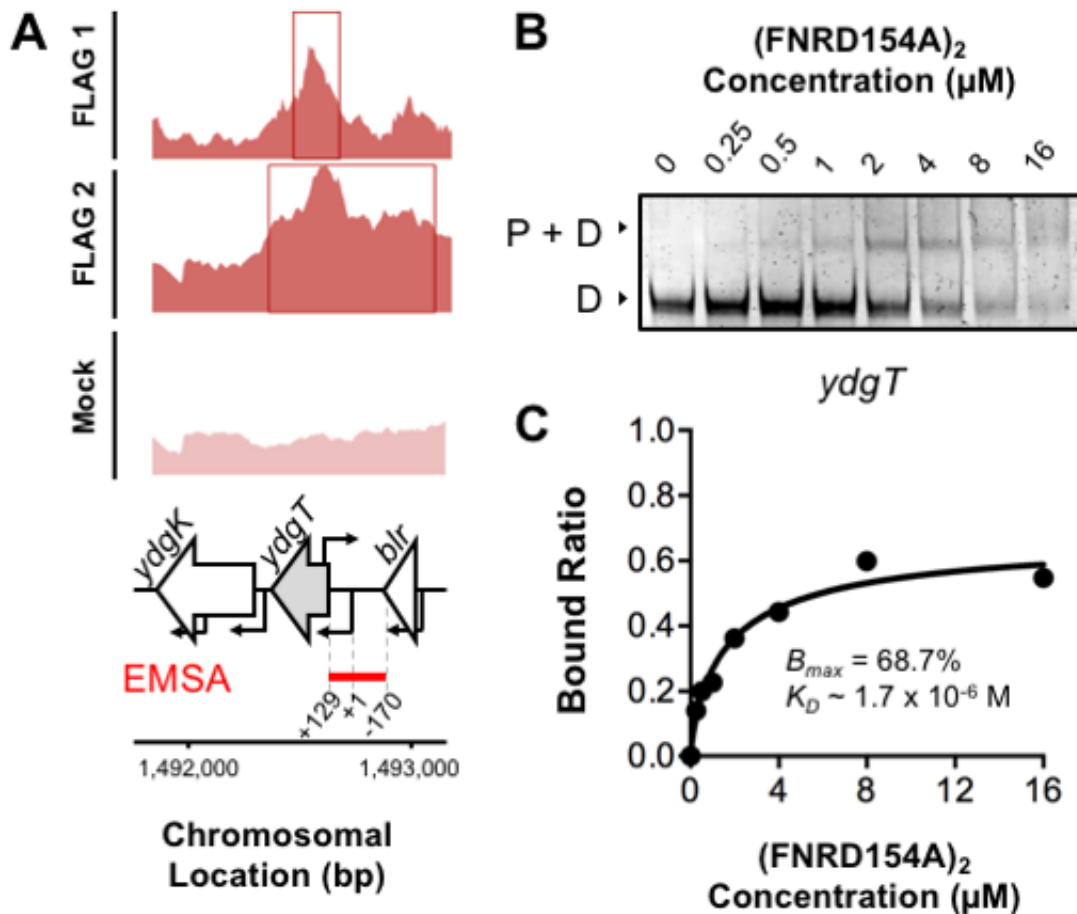 A
FLAG 1
FLAG 2
Mock
ydgK
ydgT
blr
EMSA
+129
+1
-170
1,492,000
1,493,000
Chromosomal
Location (bp)
B
(FNRD154A)2
Concentration (µM)
0 0.25 0.5 1 2 4 8 16
P + D
D
ydgT
C
1.0
0.8
0.6
0.4
0.2
0.0
Bound Ratio
Bmax = 68.7%
KD ~ 1.7 x 10-6 M
0 4 8 12 16
(FNRD154A)2
Concentration (µM)